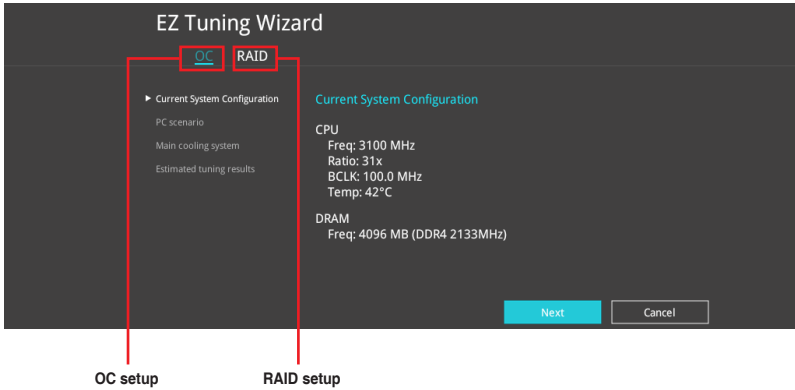 EZ Tuning Wizard
OC RAID
Current System Configuration
PC scenario
Main cooling system
Estimated tuning results
Current System Configuration
CPU
Freq: 3100 MHz
Ratio: 31x
BCLK: 100.0 MHz
Temp: 42°C
DRAM
Freq: 4096 MB (DDR4 2133MHz)
Next Cancel
OC setup RAID setup